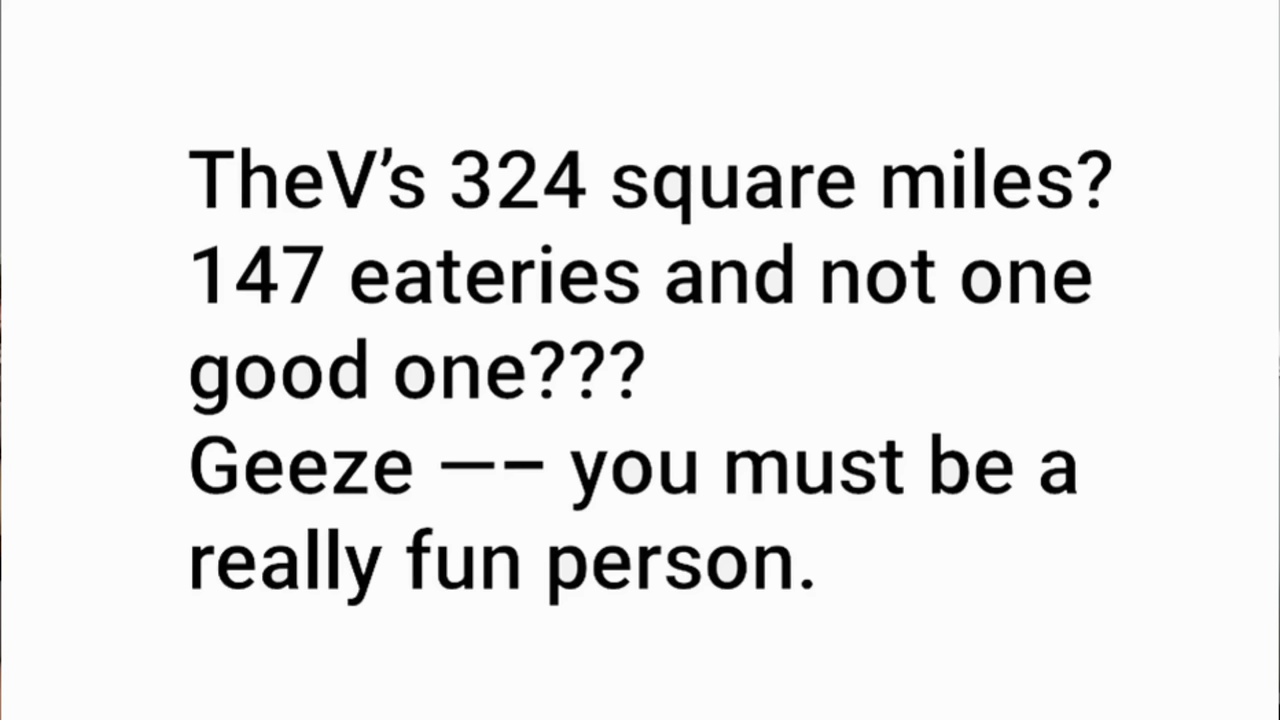 TheV’s 324 square miles?
147 eateries and not one
good one???
Geeze —– you must be a
really fun person.